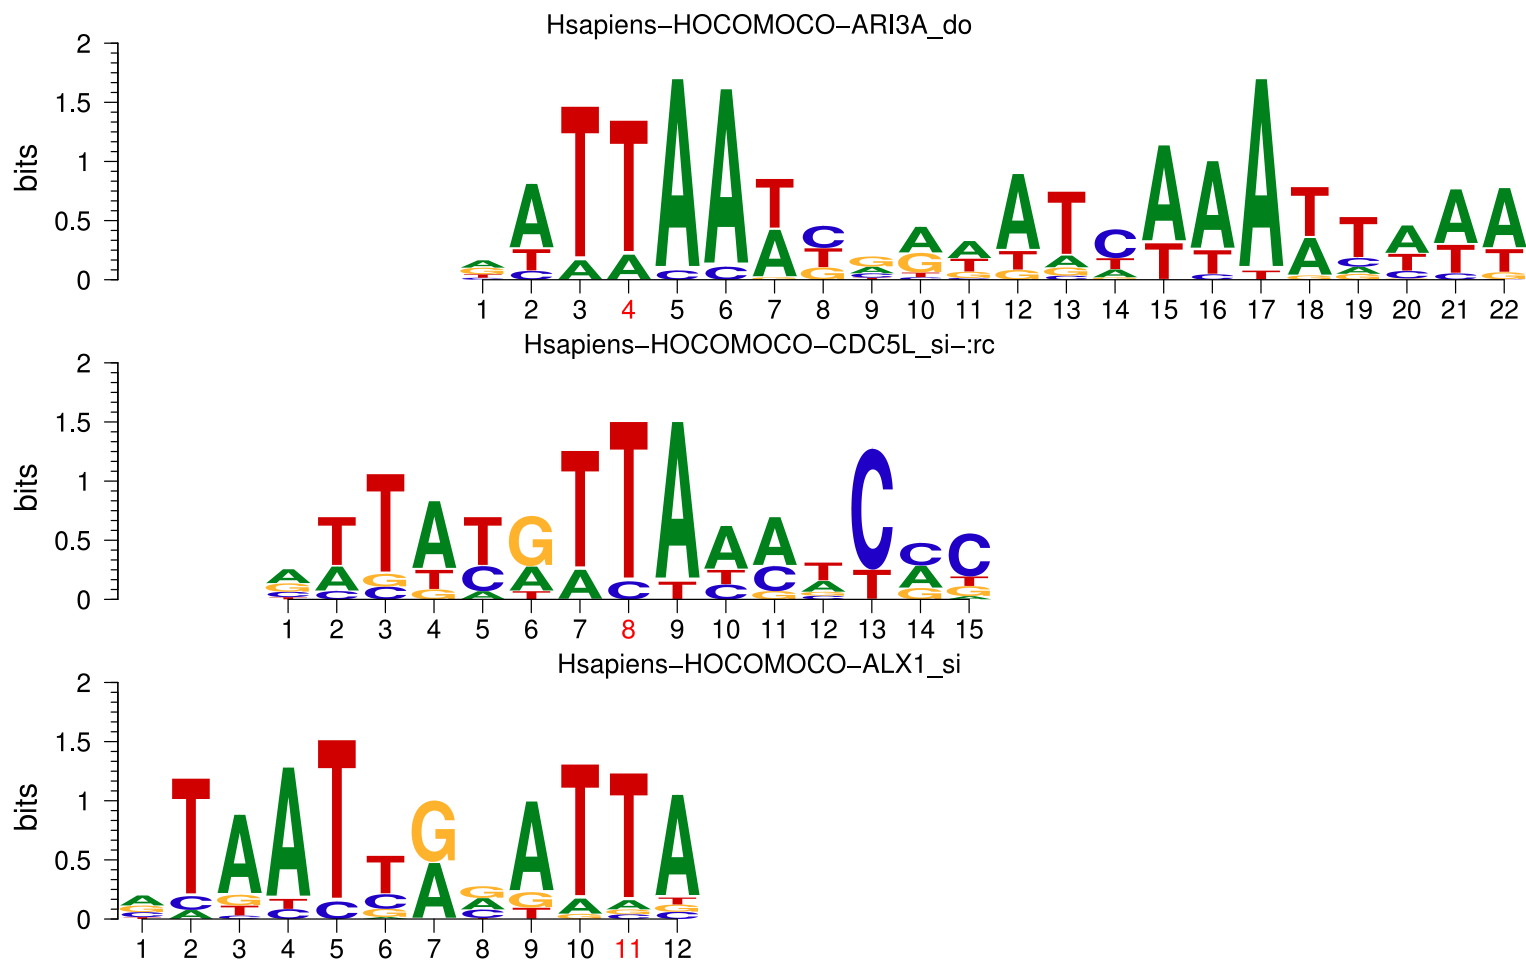 Hsapiens−HOCOMOCO−ARI3A_do
2
1.5
1
0.5
0
bits
1 2 3 4 5 6 7 8 9 10 11 12 13 14 15 16 17 18 19 20 21 22
Hsapiens−HOCOMOCO−CDC5L_si−:rc
2
1.5
1
0.5
0
bits
1 2 3 4 5 6 7 8 9 10 11 12 13 14 15
Hsapiens−HOCOMOCO−ALX1_si
2
1.5
1
0.5
0
bits
1 2 3 4 5 6 7 8 9 10 11 12